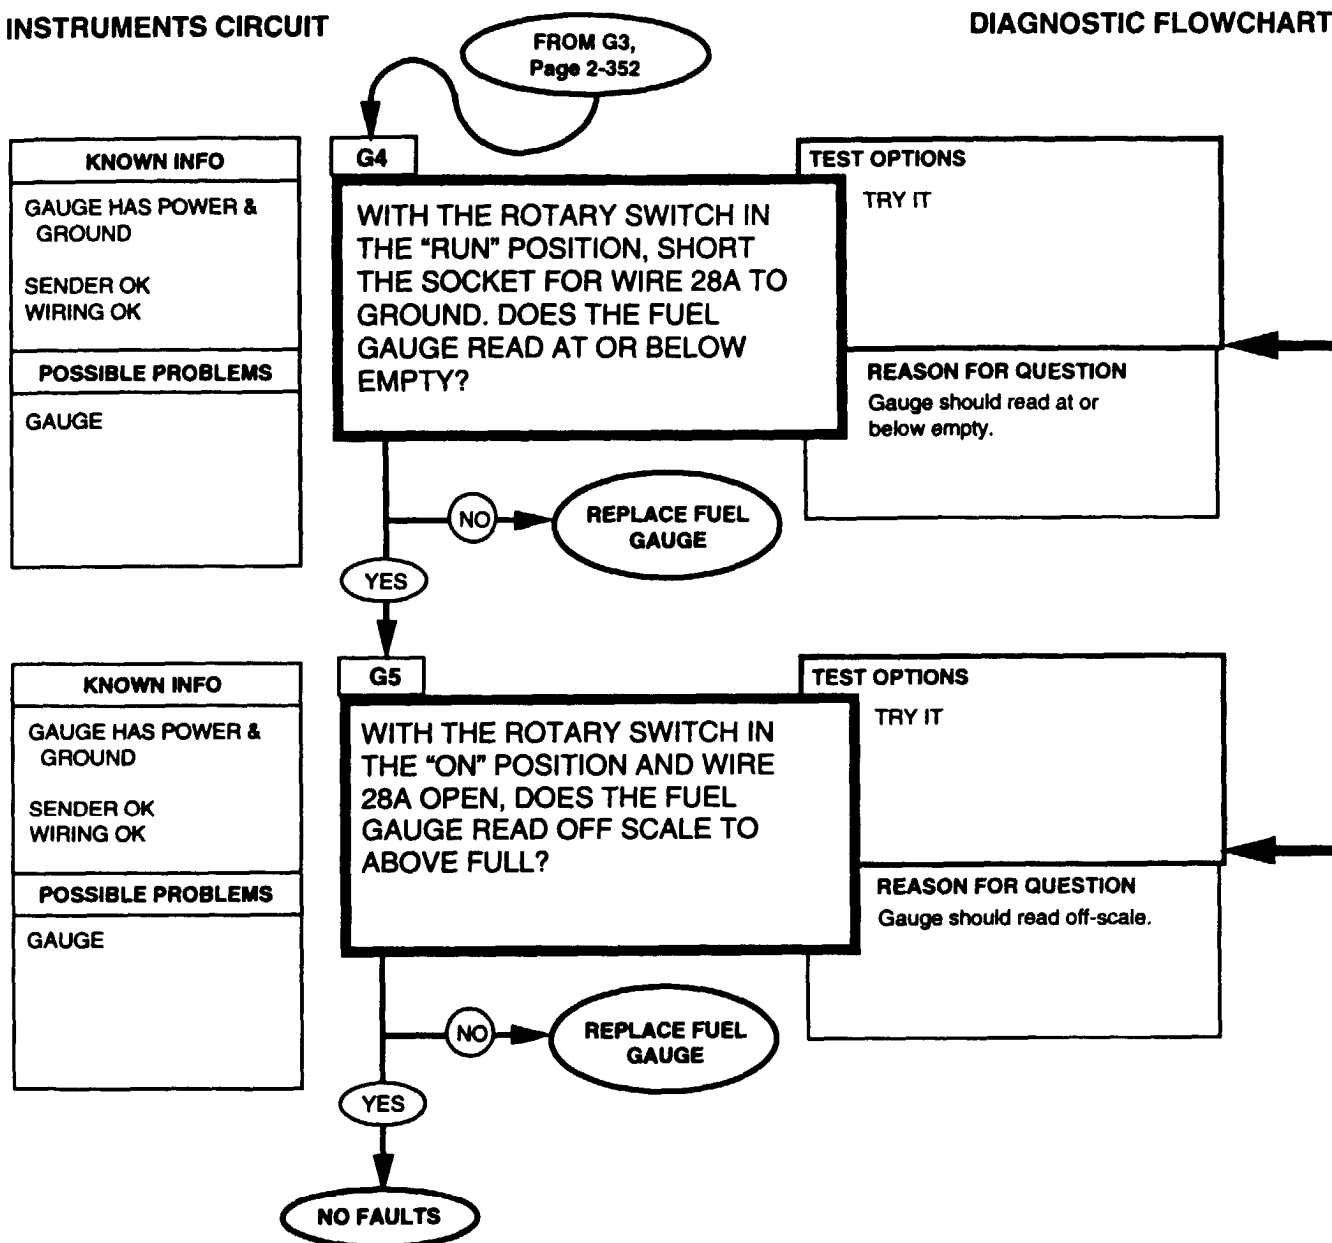 INSTRUMENTS CIRCUIT
DIAGNOSTIC FLOWCHART
FROM G3,
Page 2-352
KNOWN INFO
GAUGE HAS POWER &
GROUND
SENDER OK
WIRING OK
POSSIBLE PROBLEMS
GAUGE
G4
WITH THE ROTARY SWITCH IN
THE “RUN” POSITION, SHORT
THE SOCKET FOR WIRE 28A TO
GROUND. DOES THE FUEL
GAUGE READ AT OR BELOW
EMPTY?
TEST OPTIONS
TRY IT
REASON FOR QUESTION
Gauge should read at or
below empty.
NO
REPLACE FUEL
GAUGE
YES
KNOWN INFO
GAUGE HAS POWER &
GROUND
SENDER OK
WIRING OK
POSSIBLE PROBLEMS
GAUGE
G5
WITH THE ROTARY SWITCH IN
THE “ON” POSITION AND WIRE
28A OPEN, DOES THE FUEL
GAUGE READ OFF SCALE TO
ABOVE FULL?
TEST OPTIONS
TRY IT
REASON FOR QUESTION
Gauge should read off-scale.
NO
REPLACE FUEL
GAUGE
YES
NO FAULTS